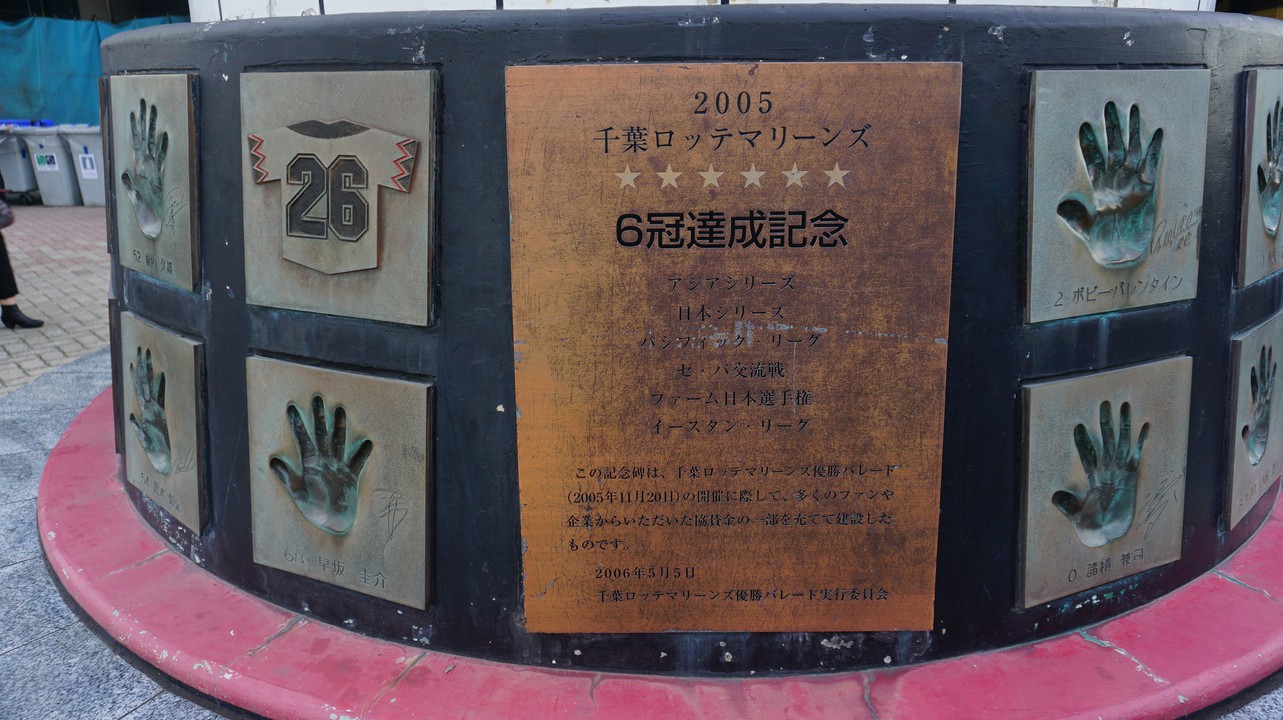 2005
千葉ロッテマリーンズ
6冠達成記念
アジアシリーズ
日本シリーズ
パシフィック・リーグ
セ・パ交流戦
ファーム日本選手権
イースタン・リーグ
この記念碑は、千葉ロッテマリーンズ優勝パレード
(2005年11月20日)の開催に際して、多くのファンや
企業からいただいた協賛金の一部を充てて建設した
ものです。
2006年5月5日
千葉ロッテマリーンズ優勝パレード実行委員会
26
68 早坂 圭介
2 ボビー・バレンタイン
0 諸積 兼司